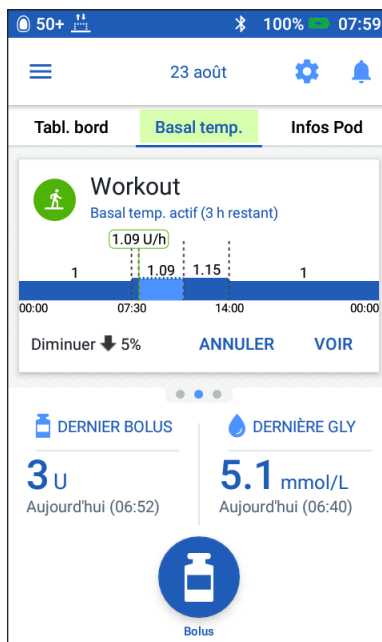 50+ 100% 07:59
23 août
Tabl. bord Basal temp. Infos Pod
Workout
Basal temp. actif (3 h restant)
1.09 U/h
1 1.09 1.15 1
00:00 07:30 14:00 00:00
Diminuer 5% ANNULER VOIR
DERNIER BOLUS DERNIÈRE GLY
3 U 5.1 mmol/L
Aujourd'hui (06:52) Aujourd'hui (06:40)
Bolus